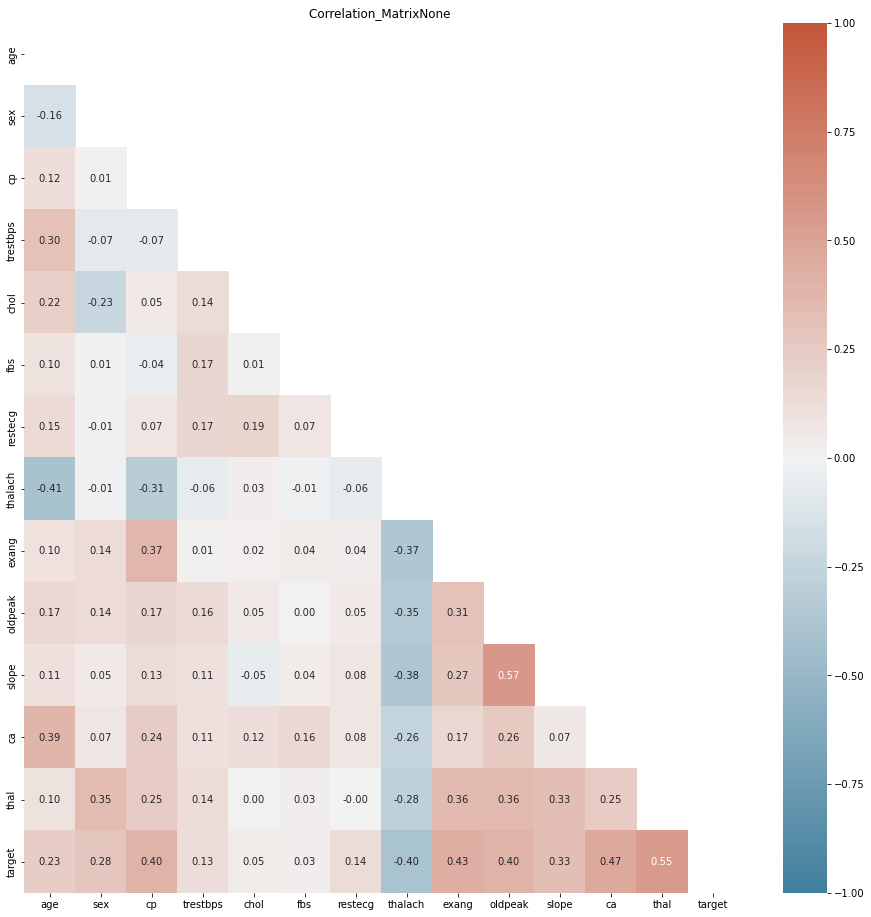 Correlation_MatrixNone
age
sex -0.16
cp 0.12 0.01
trestbps 0.30 -0.07 -0.07
chol 0.22 -0.23 0.05 0.14
fbs 0.10 0.01 -0.04 0.17 0.01
restecg 0.15 -0.01 0.07 0.17 0.19 0.07
thalach -0.41 -0.01 -0.31 -0.06 0.03 -0.01 -0.06
exang 0.10 0.14 0.37 0.01 0.02 0.04 0.04 -0.37
oldpeak 0.17 0.14 0.17 0.16 0.05 0.00 0.05 -0.35 0.31
slope 0.11 0.05 0.13 0.11 -0.05 0.04 0.08 -0.38 0.27 0.57
ca 0.39 0.07 0.24 0.11 0.12 0.16 0.08 -0.26 0.17 0.26 0.07
thal 0.10 0.35 0.25 0.14 0.00 0.03 -0.00 -0.28 0.36 0.36 0.33 0.25
target 0.23 0.28 0.40 0.13 0.05 0.03 0.14 -0.40 0.43 0.40 0.33 0.47 0.55
age sex cp trestbps chol fbs restecg thalach exang oldpeak slope ca thal target
1.00
0.75
0.50
0.25
0.00
−0.25
−0.50
−0.75
−1.00